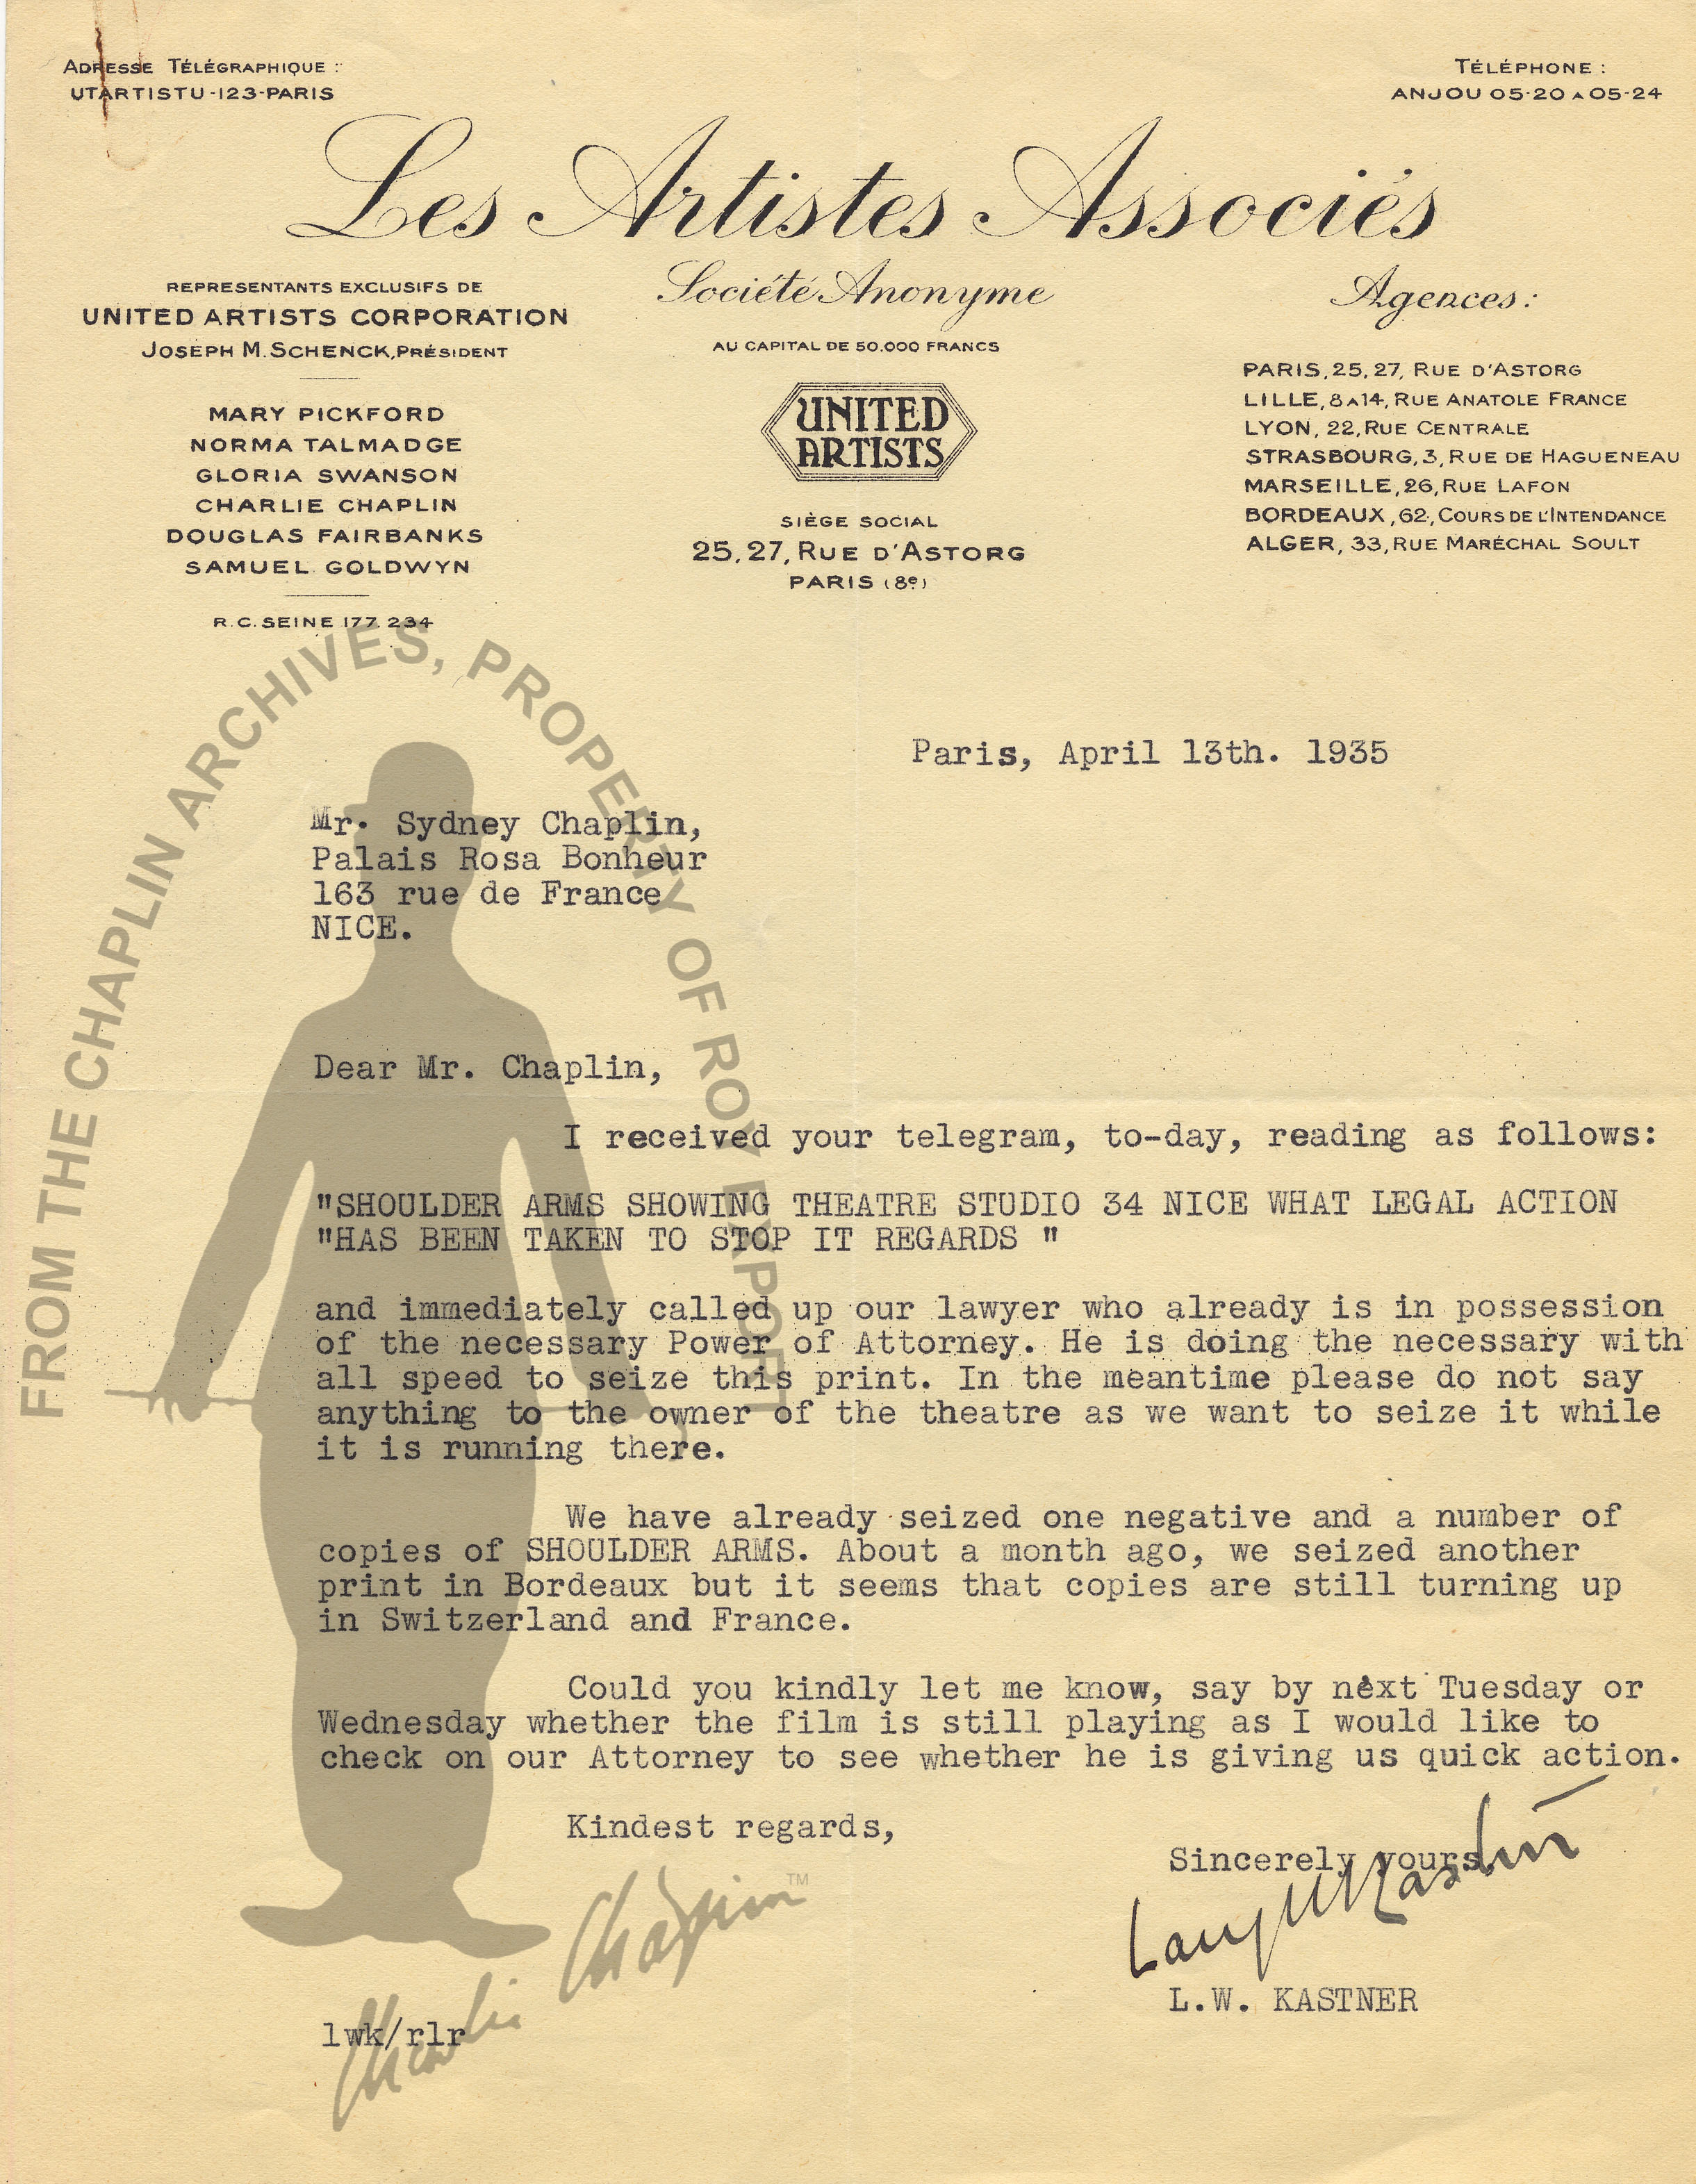 ADRESSE TÉLÉGRAPHIQUE :
UTARTISTU-123-PARIS
TÉLÉPHONE :
ANJOU 05-20 A 05-24
Les Artistes Associés
Société Anonyme
AU CAPITAL DE 50.000 FRANCS
REPRESENTANTS EXCLUSIFS DE
UNITED ARTISTS CORPORATION
JOSEPH M. SCHENCK, PRÉSIDENT
MARY PICKFORD
NORMA TALMADGE
GLORIA SWANSON
CHARLIE CHAPLIN
DOUGLAS FAIRBANKS
SAMUEL GOLDWYN
R.C. SEINE 177.234
UNITED
ARTISTS
SIÈGE SOCIAL
25, 27, RUE D'ASTORG
PARIS (8e)
Agences :
PARIS, 25, 27, RUE D'ASTORG
LILLE, 8 A 14, RUE ANATOLE FRANCE
LYON, 22, RUE CENTRALE
STRASBOURG, 3, RUE DE HAGUENEAU
MARSEILLE, 26, RUE LAFON
BORDEAUX, 62, COURS DE L'INTENDANCE
ALGER, 33, RUE MARÉCHAL SOULT
FROM THE CHAPLIN ARCHIVES, PROPERTY OF ROY EXPORT
Paris, April 13th. 1935
Mr. Sydney Chaplin,
Palais Rosa Bonheur
163 rue de France
NICE.
Dear Mr. Chaplin,
I received your telegram, to-day, reading as follows:
"SHOULDER ARMS SHOWING THEATRE STUDIO 34 NICE WHAT LEGAL ACTION
"HAS BEEN TAKEN TO STOP IT REGARDS "
and immediately called up our lawyer who already is in possession
of the necessary Power of Attorney. He is doing the necessary with
all speed to seize this print. In the meantime please do not say
anything to the owner of the theatre as we want to seize it while
it is running there.
We have already seized one negative and a number of
copies of SHOULDER ARMS. About a month ago, we seized another
print in Bordeaux but it seems that copies are still turning up
in Switzerland and France.
Could you kindly let me know, say by next Tuesday or
Wednesday whether the film is still playing as I would like to
check on our Attorney to see whether he is giving us quick action.
Kindest regards,
Sincerely yours,
Larry W Kastner
L.W. KASTNER
Charlie Chaplin™
lwk/rlr